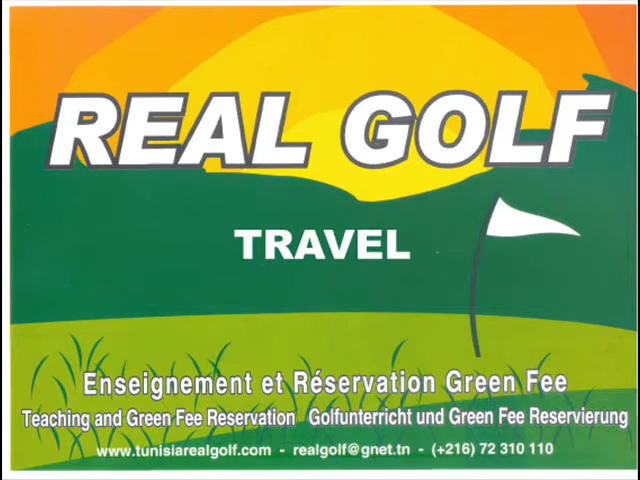 REAL GOLF
TRAVEL
Enseignement et Réservation Green Fee
Teaching and Green Fee Reservation Golfunterricht und Green Fee Reservierung
www.tunisiarealgolf.com - realgolf@gnet.tn - (+216) 72 310 110